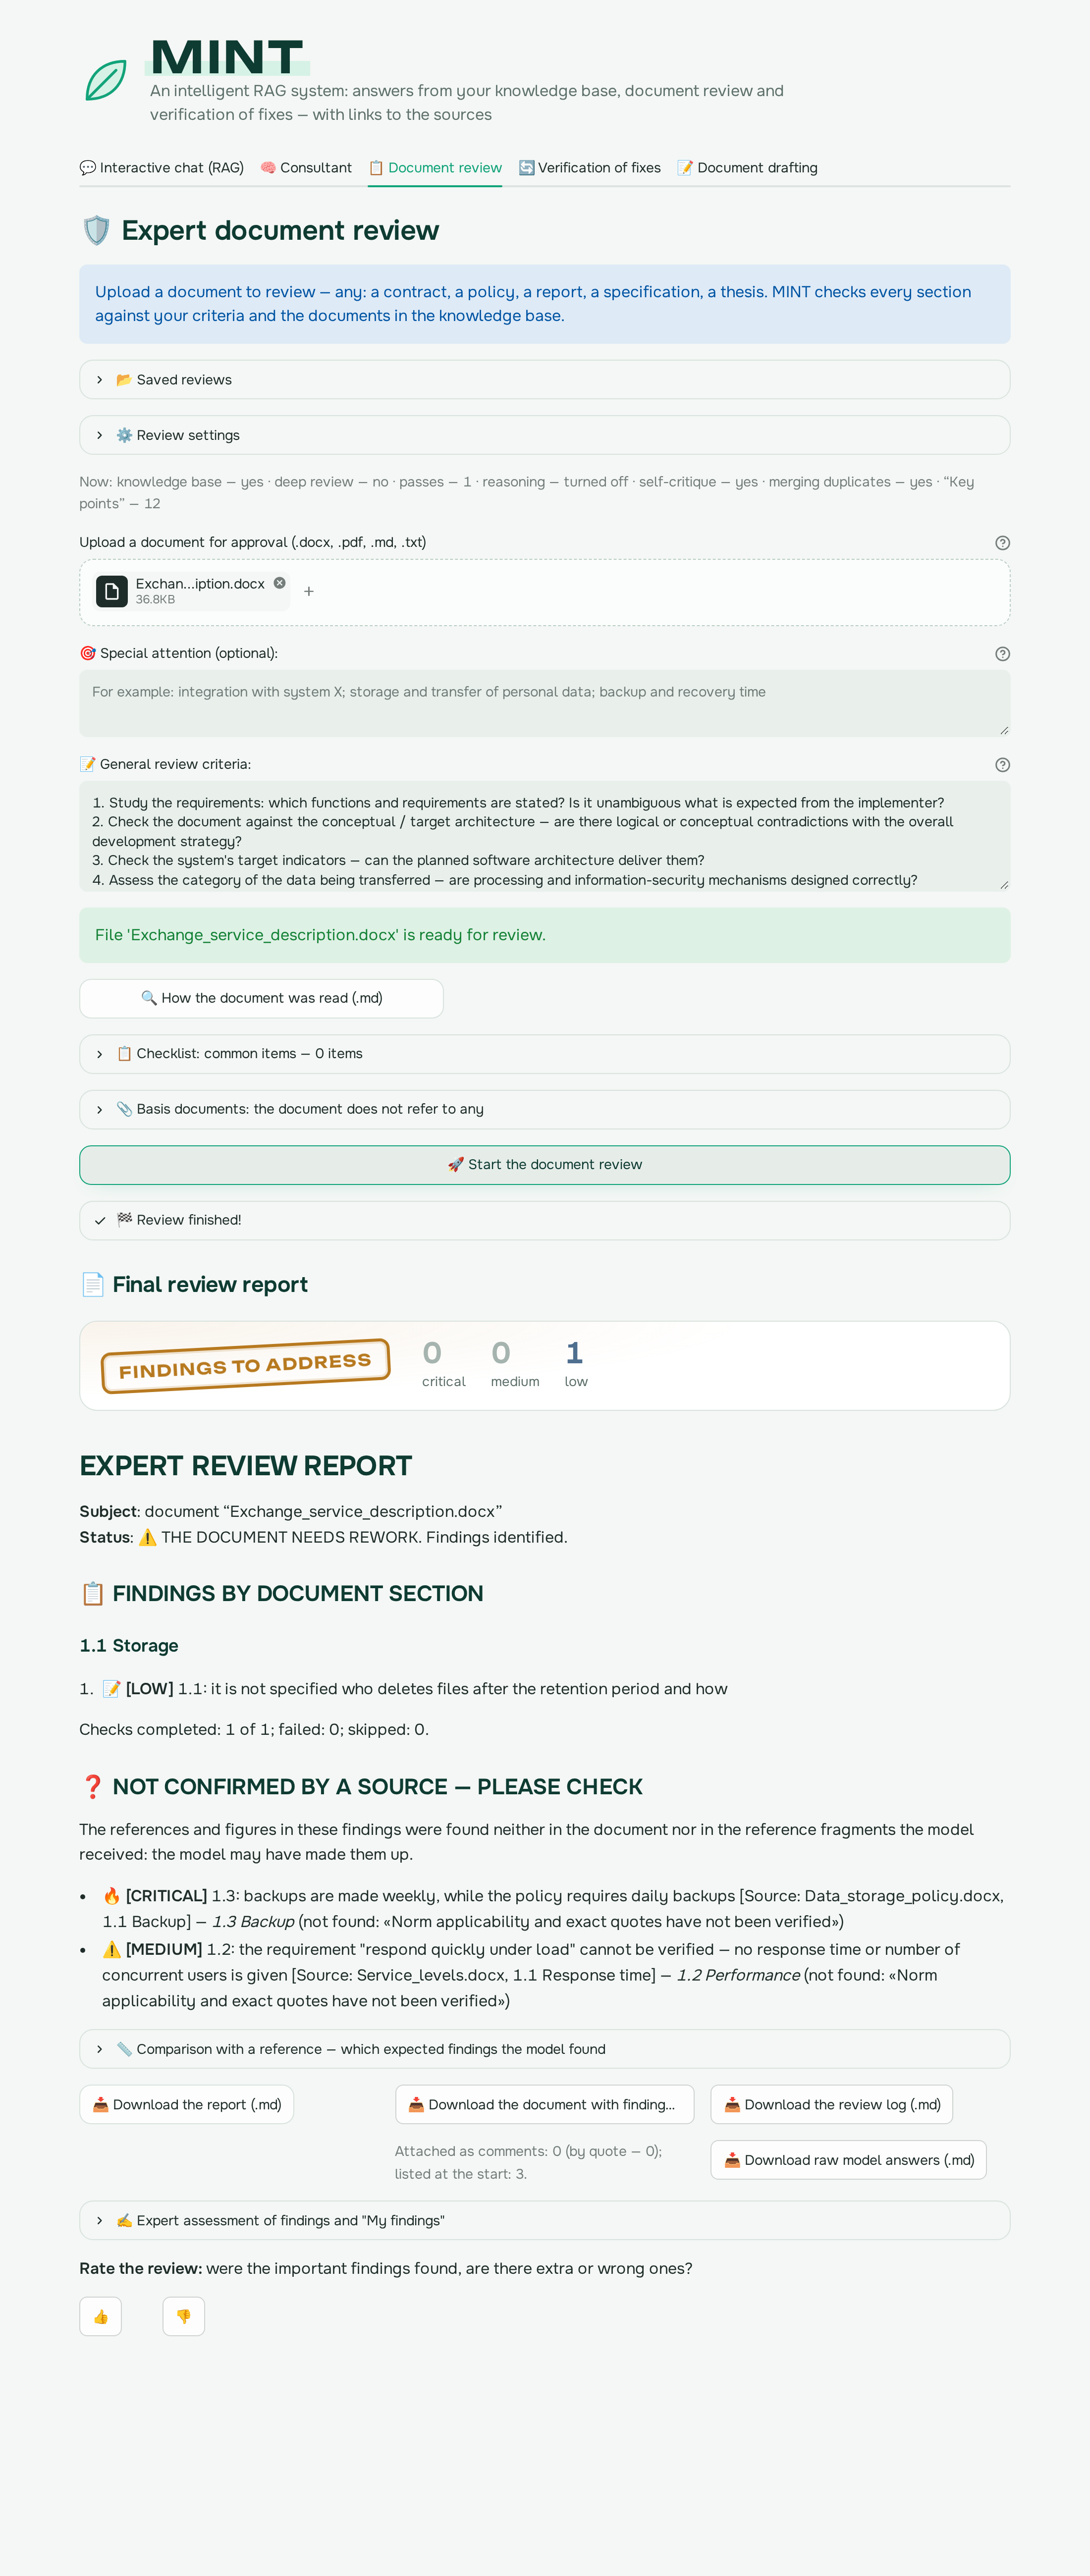 MINT
An intelligent RAG system: answers from your knowledge base, document review and
verification of fixes — with links to the sources
💬 Interactive chat (RAG) 🧠 Consultant 📋 Document review 🔄 Verification of fixes 📝 Document drafting
🛡️ Expert document review
Upload a document to review — any: a contract, a policy, a report, a specification, a thesis. MINT checks every section
against your criteria and the documents in the knowledge base.
📂 Saved reviews
⚙️ Review settings
Now: knowledge base — yes · deep review — no · passes — 1 · reasoning — turned off · self-critique — yes · merging duplicates — yes · “Key
points” — 12
Upload a document for approval (.docx, .pdf, .md, .txt)
Exchan...iption.docx
36.8KB
🎯 Special attention (optional):
For example: integration with system X; storage and transfer of personal data; backup and recovery time
📝 General review criteria:
1. Study the requirements: which functions and requirements are stated? Is it unambiguous what is expected from the implementer?
2. Check the document against the conceptual / target architecture — are there logical or conceptual contradictions with the overall
development strategy?
3. Check the system's target indicators — can the planned software architecture deliver them?
4. Assess the category of the data being transferred — are processing and information-security mechanisms designed correctly?
File 'Exchange_service_description.docx' is ready for review.
🔍 How the document was read (.md)
📋 Checklist: common items — 0 items
📎 Basis documents: the document does not refer to any
🚀 Start the document review
🏁 Review finished!
📄 Final review report
FINDINGS TO ADDRESS
0 0 1
critical medium low
EXPERT REVIEW REPORT
Subject: document “Exchange_service_description.docx”
Status: ⚠️ THE DOCUMENT NEEDS REWORK. Findings identified.
📋 FINDINGS BY DOCUMENT SECTION
1.1 Storage
1. 📝 [LOW] 1.1: it is not specified who deletes files after the retention period and how
Checks completed: 1 of 1; failed: 0; skipped: 0.
❓ NOT CONFIRMED BY A SOURCE — PLEASE CHECK
The references and figures in these findings were found neither in the document nor in the reference fragments the model
received: the model may have made them up.
• 🔥 [CRITICAL] 1.3: backups are made weekly, while the policy requires daily backups [Source: Data_storage_policy.docx,
1.1 Backup] — 1.3 Backup (not found: «Norm applicability and exact quotes have not been verified»)
• ⚠️ [MEDIUM] 1.2: the requirement "respond quickly under load" cannot be verified — no response time or number of
concurrent users is given [Source: Service_levels.docx, 1.1 Response time] — 1.2 Performance (not found: «Norm
applicability and exact quotes have not been verified»)
📏 Comparison with a reference — which expected findings the model found
📥 Download the report (.md) 📥 Download the document with finding... 📥 Download the review log (.md)
Attached as comments: 0 (by quote — 0);
listed at the start: 3.
📥 Download raw model answers (.md)
✍️ Expert assessment of findings and "My findings"
Rate the review: were the important findings found, are there extra or wrong ones?
👍 👎